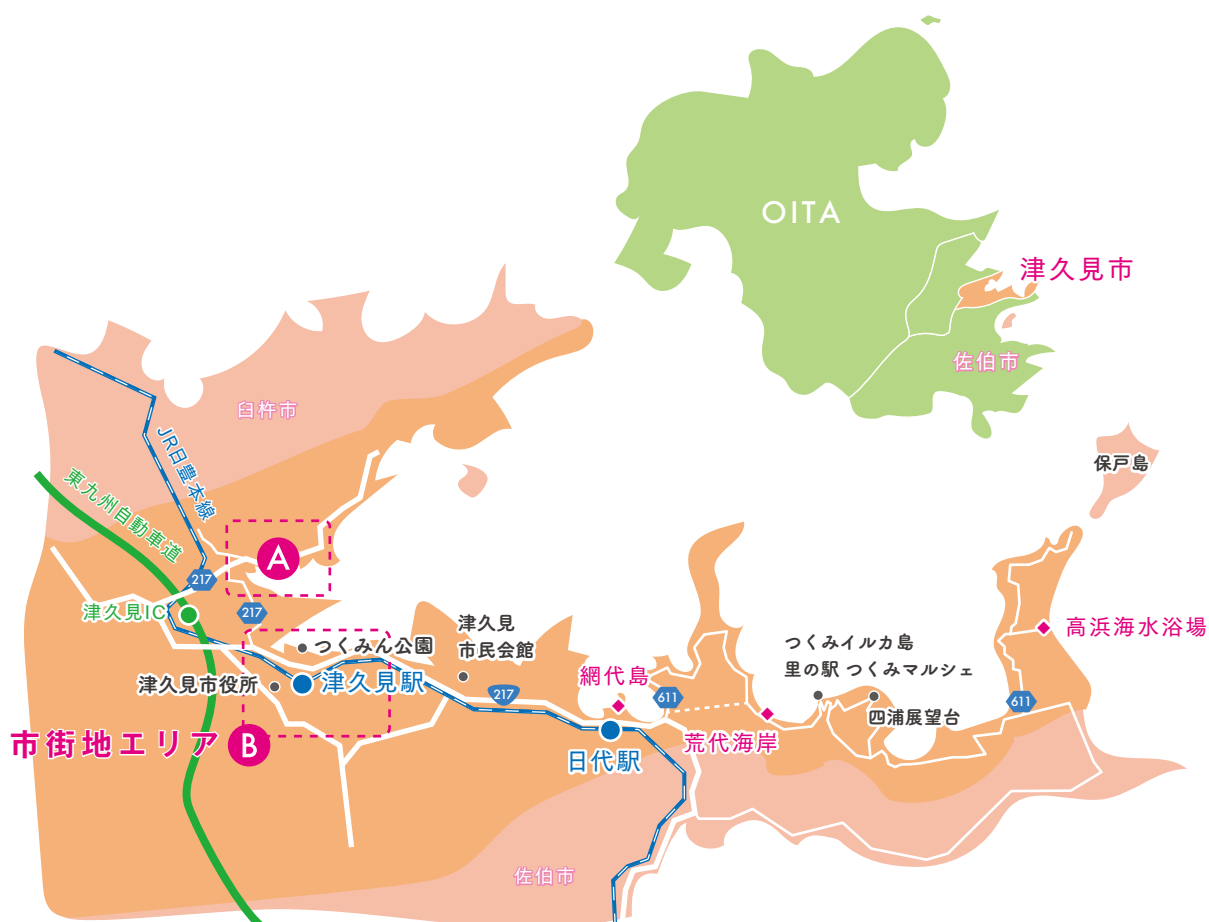 OITA
津久見市
佐伯市
臼杵市
JR日豊本線
東九州自動車道
保戸島
A
217
津久見IC
217
つくみん公園
津久見
市民会館
津久見市役所
津久見駅
217
網代島
611
つくみイルカ島
里の駅 つくみマルシェ
高浜海水浴場
四浦展望台
611
市街地エリア
B
日代駅
荒代海岸
佐伯市